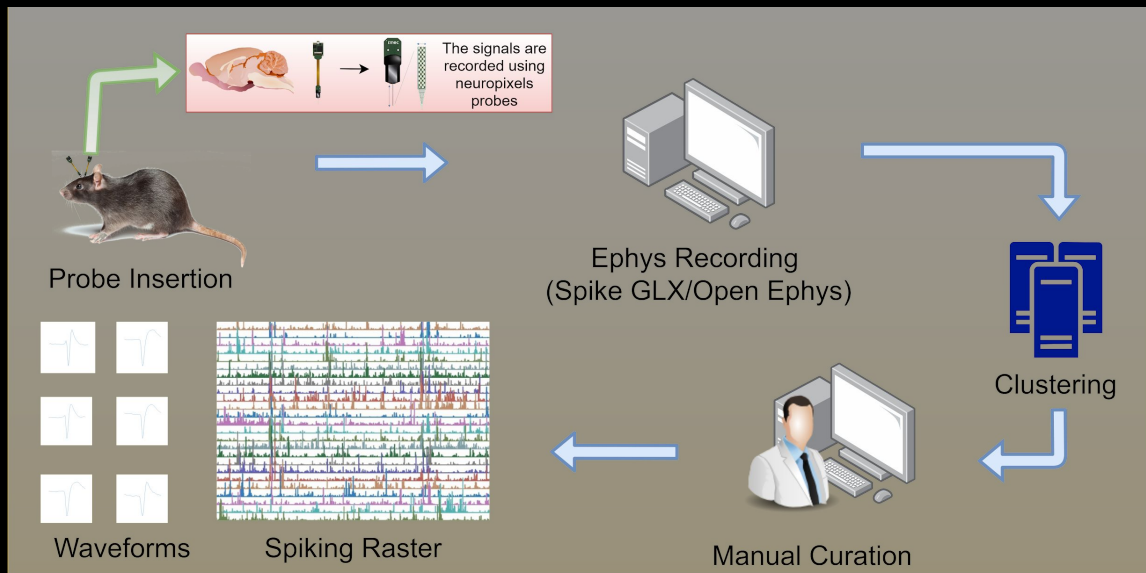 The signals are
recorded using
neuropixels
probes
Probe Insertion
Ephys Recording
(Spike GLX/Open Ephys)
Clustering
Manual Curation
Waveforms
Spiking Raster